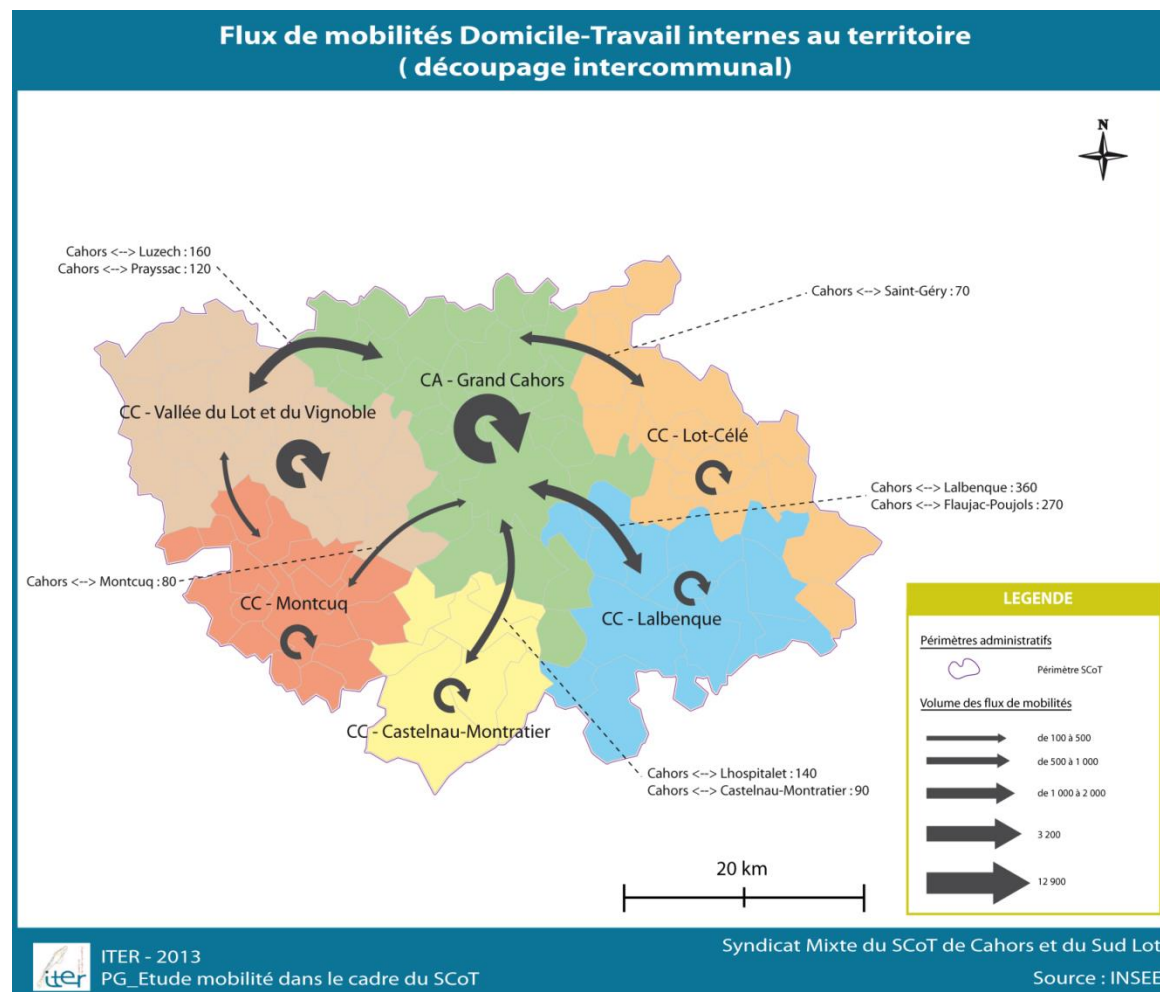 Flux de mobilités Domicile-Travail internes au territoire
( découpage intercommunal)
N
Cahors <--> Luzech : 160
Cahors <--> Prayssac : 120
Cahors <--> Saint-Géry : 70
CA - Grand Cahors
CC - Vallée du Lot et du Vignoble
CC - Lot-Célé
Cahors <--> Lalbenque : 360
Cahors <--> Flaujac-Poujols : 270
Cahors <--> Montcuq : 80
CC - Montcuq
CC - Lalbenque
CC - Castelnau-Montratier
Cahors <--> Lhospitalet : 140
Cahors <--> Castelnau-Montratier : 90
LEGENDE
Périmètres administratifs
Périmètre SCoT
Volume des flux de mobilités
de 100 à 500
de 500 à 1 000
de 1 000 à 2 000
3 200
12 900
20 km
iter
ITER - 2013
PG_Etude mobilité dans le cadre du SCoT
Syndicat Mixte du SCoT de Cahors et du Sud Lot
Source : INSEE